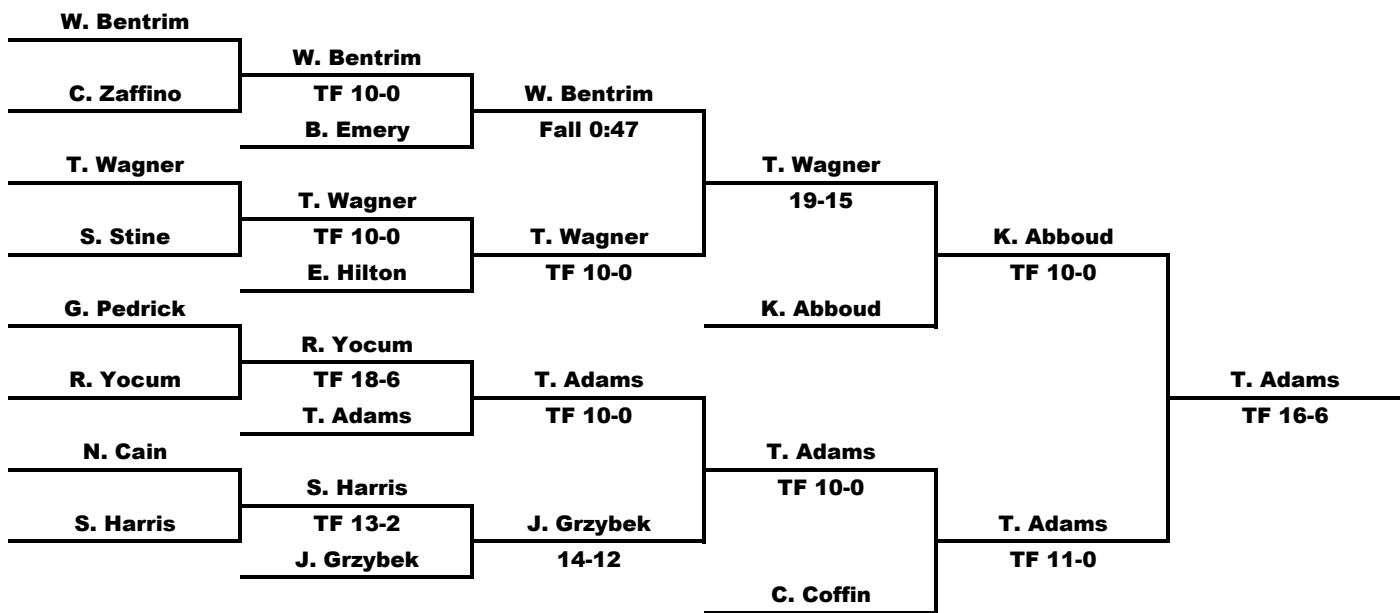 W. Bentrim
W. Bentrim
C. Zaffino
TF 10-0
W. Bentrim
B. Emery
Fall 0:47
T. Wagner
T. Wagner
T. Wagner
19-15
S. Stine
TF 10-0
T. Wagner
K. Abboud
E. Hilton
TF 10-0
TF 10-0
G. Pedrick
K. Abboud
R. Yocum
R. Yocum
TF 18-6
T. Adams
T. Adams
T. Adams
TF 10-0
TF 16-6
N. Cain
T. Adams
S. Harris
TF 10-0
S. Harris
TF 13-2
J. Grzybek
T. Adams
J. Grzybek
14-12
TF 11-0
C. Coffin